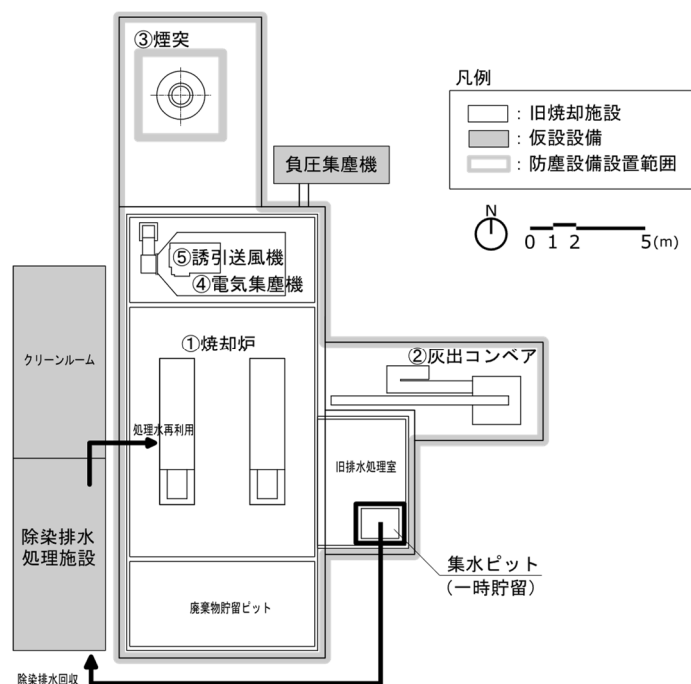 ③煙突
凡例
：旧焼却施設
：仮設設備
：防塵設備設置範囲
負圧集塵機
N
0 1 2 5(m)
⑤誘引送風機
④電気集塵機
①焼却炉
②灰出コンベア
クリーンルーム
処理水再利用
旧排水処理室
除染排水
処理施設
集水ピット
(一時貯留)
廃棄物貯留ピット
除染排水回収